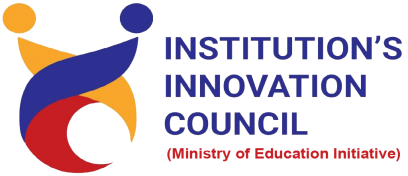 INSTITUTION’S
INNOVATION
COUNCIL
(Ministry of Education Initiative)